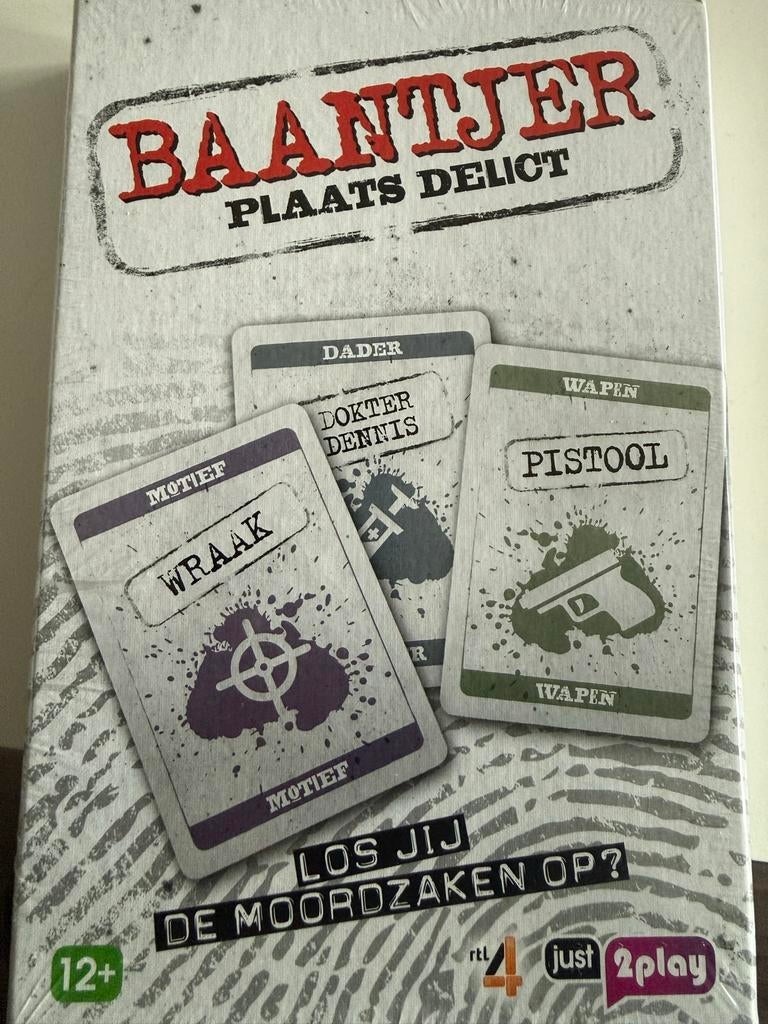 BAANTJER
PLAATS DELICT
DADER
DOKTER
DENNIS
WAPEN
PISTOOL
WAPEN
MOTIEF
WRAAK
MOTIEF
LOS JIJ
DE MOORDZAKEN OP?
12+
rtl 4
just 2play